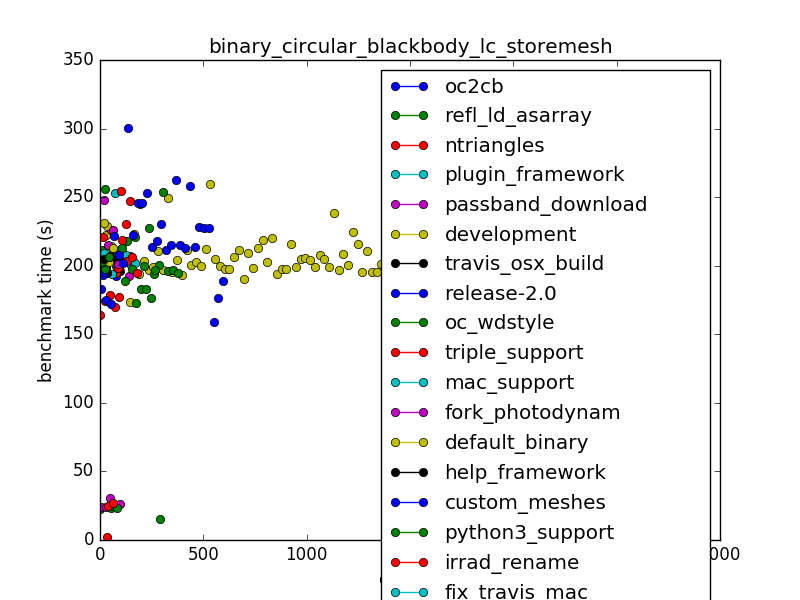 binary_circular_blackbody_lc_storemesh
350
300
250
200
150
100
50
0
benchmark time (s)
0
500
1000
000
oc2cb
refl_ld_asarray
ntriangles
plugin_framework
passband_download
development
travis_osx_build
release-2.0
oc_wdstyle
triple_support
mac_support
fork_photodynam
default_binary
help_framework
custom_meshes
python3_support
irrad_rename
fix_travis_mac